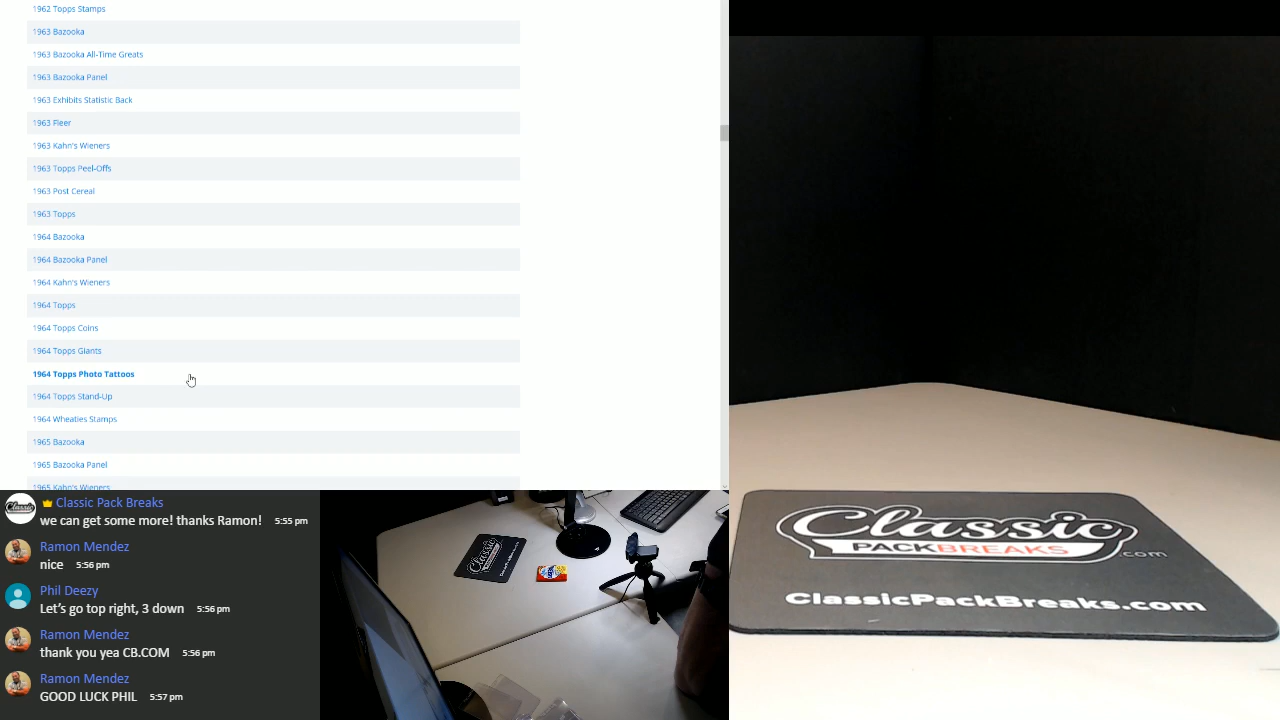 1962 Topps Stamps
1963 Bazooka
1963 Bazooka All-Time Greats
1963 Bazooka Panel
1963 Exhibits Statistic Back
1963 Fleer
1963 Kahn's Wieners
1963 Topps Peel-Offs
1963 Post Cereal
1963 Topps
1964 Bazooka
1964 Bazooka Panel
1964 Kahn's Wieners
1964 Topps
1964 Topps Coins
1964 Topps Giants
1964 Topps Photo Tattoos
1964 Topps Stand-Up
1964 Wheaties Stamps
1965 Bazooka
1965 Bazooka Panel
1965 Kahn's Wieners
Classic Pack Breaks
we can get some more! thanks Ramon! 5:55 pm
Ramon Mendez
nice 5:56 pm
Phil Deezy
Let's go top right, 3 down 5:56 pm
Ramon Mendez
thank you yea CB.COM 5:56 pm
Ramon Mendez
GOOD LUCK PHIL 5:57 pm
Classic
PACK BREAKS
Classic
PACKBREAKS
.com
ClassicPackBreaks.com